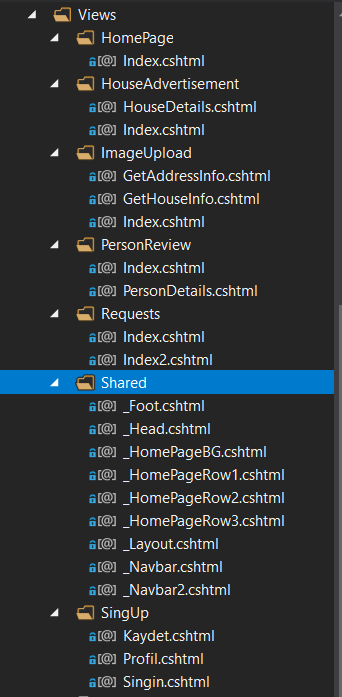 Views
HomePage
Index.cshtml
HouseAdvertisement
HouseDetails.cshtml
Index.cshtml
ImageUpload
GetAddressInfo.cshtml
GetHouseInfo.cshtml
Index.cshtml
PersonReview
Index.cshtml
PersonDetails.cshtml
Requests
Index.cshtml
Index2.cshtml
Shared
_Foot.cshtml
_Head.cshtml
_HomePageBG.cshtml
_HomePageRow1.cshtml
_HomePageRow2.cshtml
_HomePageRow3.cshtml
_Layout.cshtml
_Navbar.cshtml
_Navbar2.cshtml
SingUp
Kaydet.cshtml
Profil.cshtml
Singin.cshtml